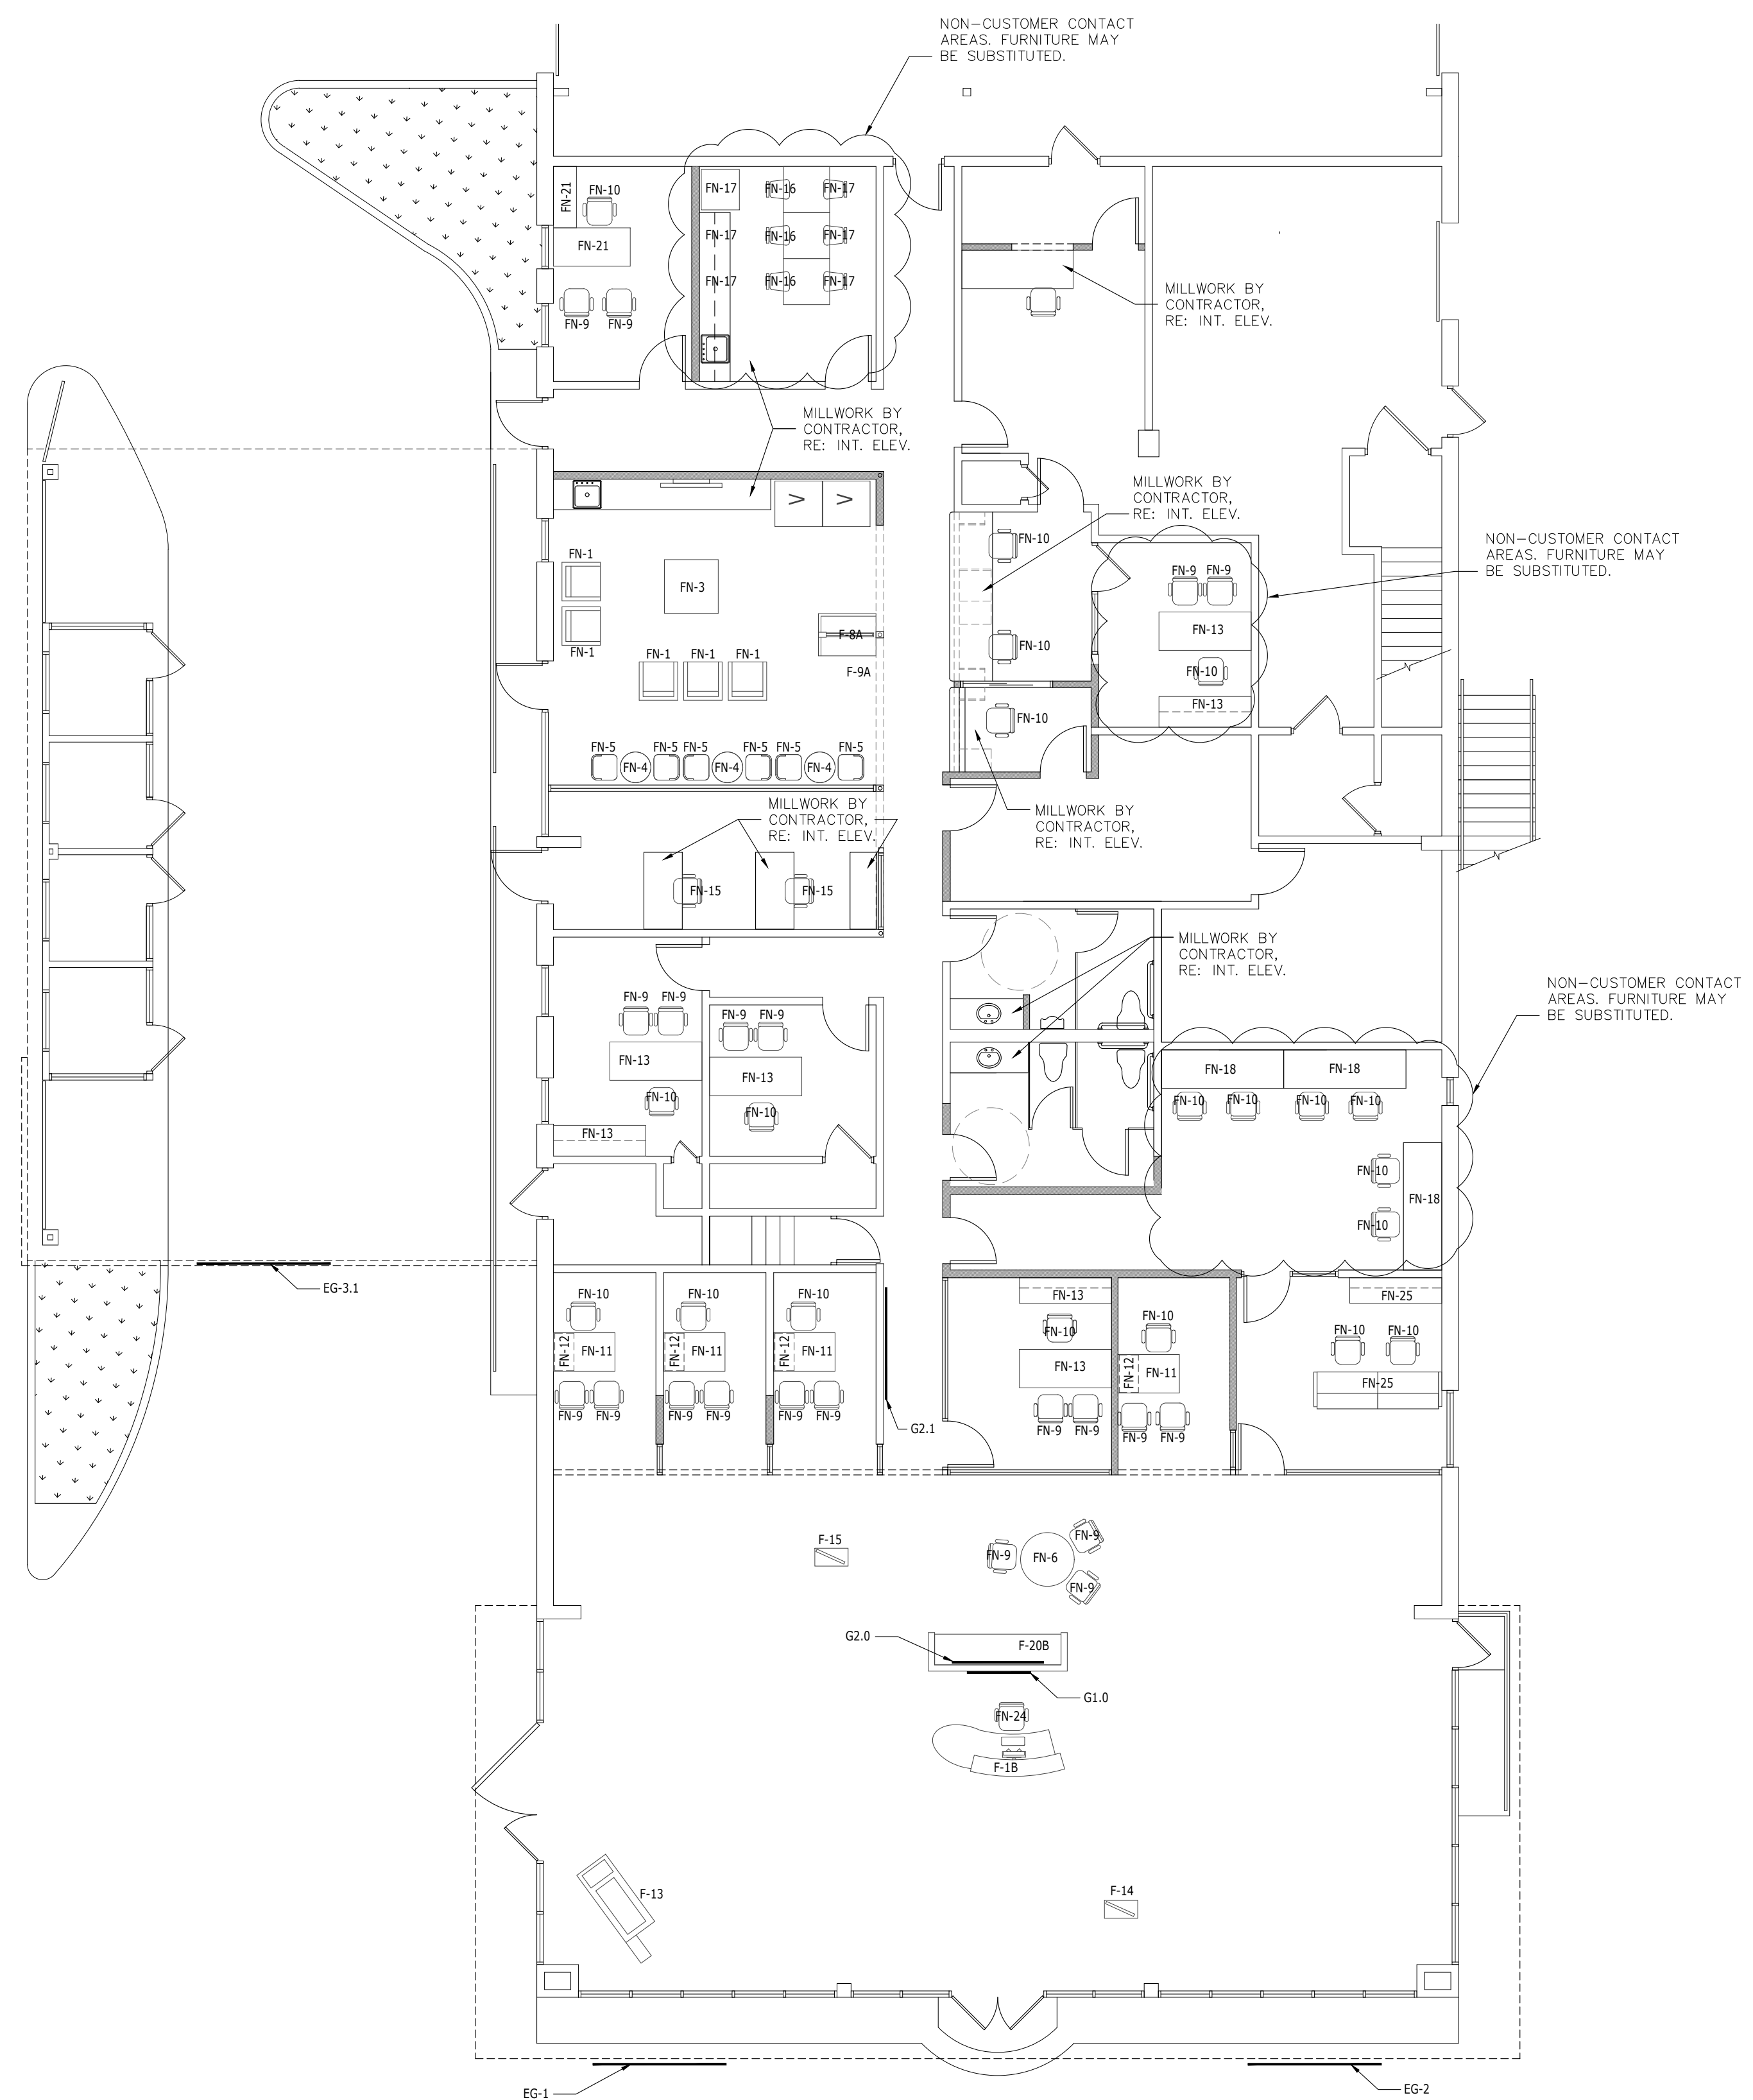 NON-CUSTOMER CONTACT
AREAS. FURNITURE MAY
BE SUBSTITUTED.
FN-21
FN-10
FN-21
FN-9
FN-9
FN-17
FN-16
FN-17
FN-17
FN-16
FN-17
FN-17
FN-16
FN-17
MILLWORK BY
CONTRACTOR,
RE: INT. ELEV.
MILLWORK BY
CONTRACTOR,
RE: INT. ELEV.
MILLWORK BY
CONTRACTOR,
RE: INT. ELEV.
NON-CUSTOMER CONTACT
AREAS. FURNITURE MAY
BE SUBSTITUTED.
V
V
FN-1
FN-3
FN-1
F-8A
FN-1
FN-1
FN-1
F-9A
FN-10
FN-10
FN-10
FN-9
FN-9
FN-13
FN-10
FN-13
N
FN-5
FN-5
FN-5
FN-5
FN-5
FN-5
FN-4
FN-4
FN-4
MILLWORK BY
CONTRACTOR,
RE: INT. ELEV.
MILLWORK BY
CONTRACTOR,
RE: INT. ELEV.
N
FN-15
FN-15
MILLWORK BY
CONTRACTOR,
RE: INT. ELEV.
NON-CUSTOMER CONTACT
AREAS. FURNITURE MAY
BE SUBSTITUTED.
FN-9
FN-9
FN-13
FN-10
FN-13
FN-9
FN-9
FN-13
FN-10
FN-18
FN-18
FN-10
FN-10
FN-10
FN-10
FN-10
FN-18
FN-10
EG-3.1
FN-10
FN-12
FN-11
FN-9
FN-9
FN-10
FN-12
FN-11
FN-9
FN-9
FN-10
FN-12
FN-11
FN-9
FN-9
G2.1
FN-13
FN-10
FN-13
FN-9
FN-9
FN-10
FN-12
FN-11
FN-9
FN-9
FN-25
FN-10
FN-10
FN-25
F-15
FN-9
FN-6
FN-9
FN-9
G2.0
F-20B
G1.0
FN-24
F-1B
F-13
F-14
EG-1
EG-2